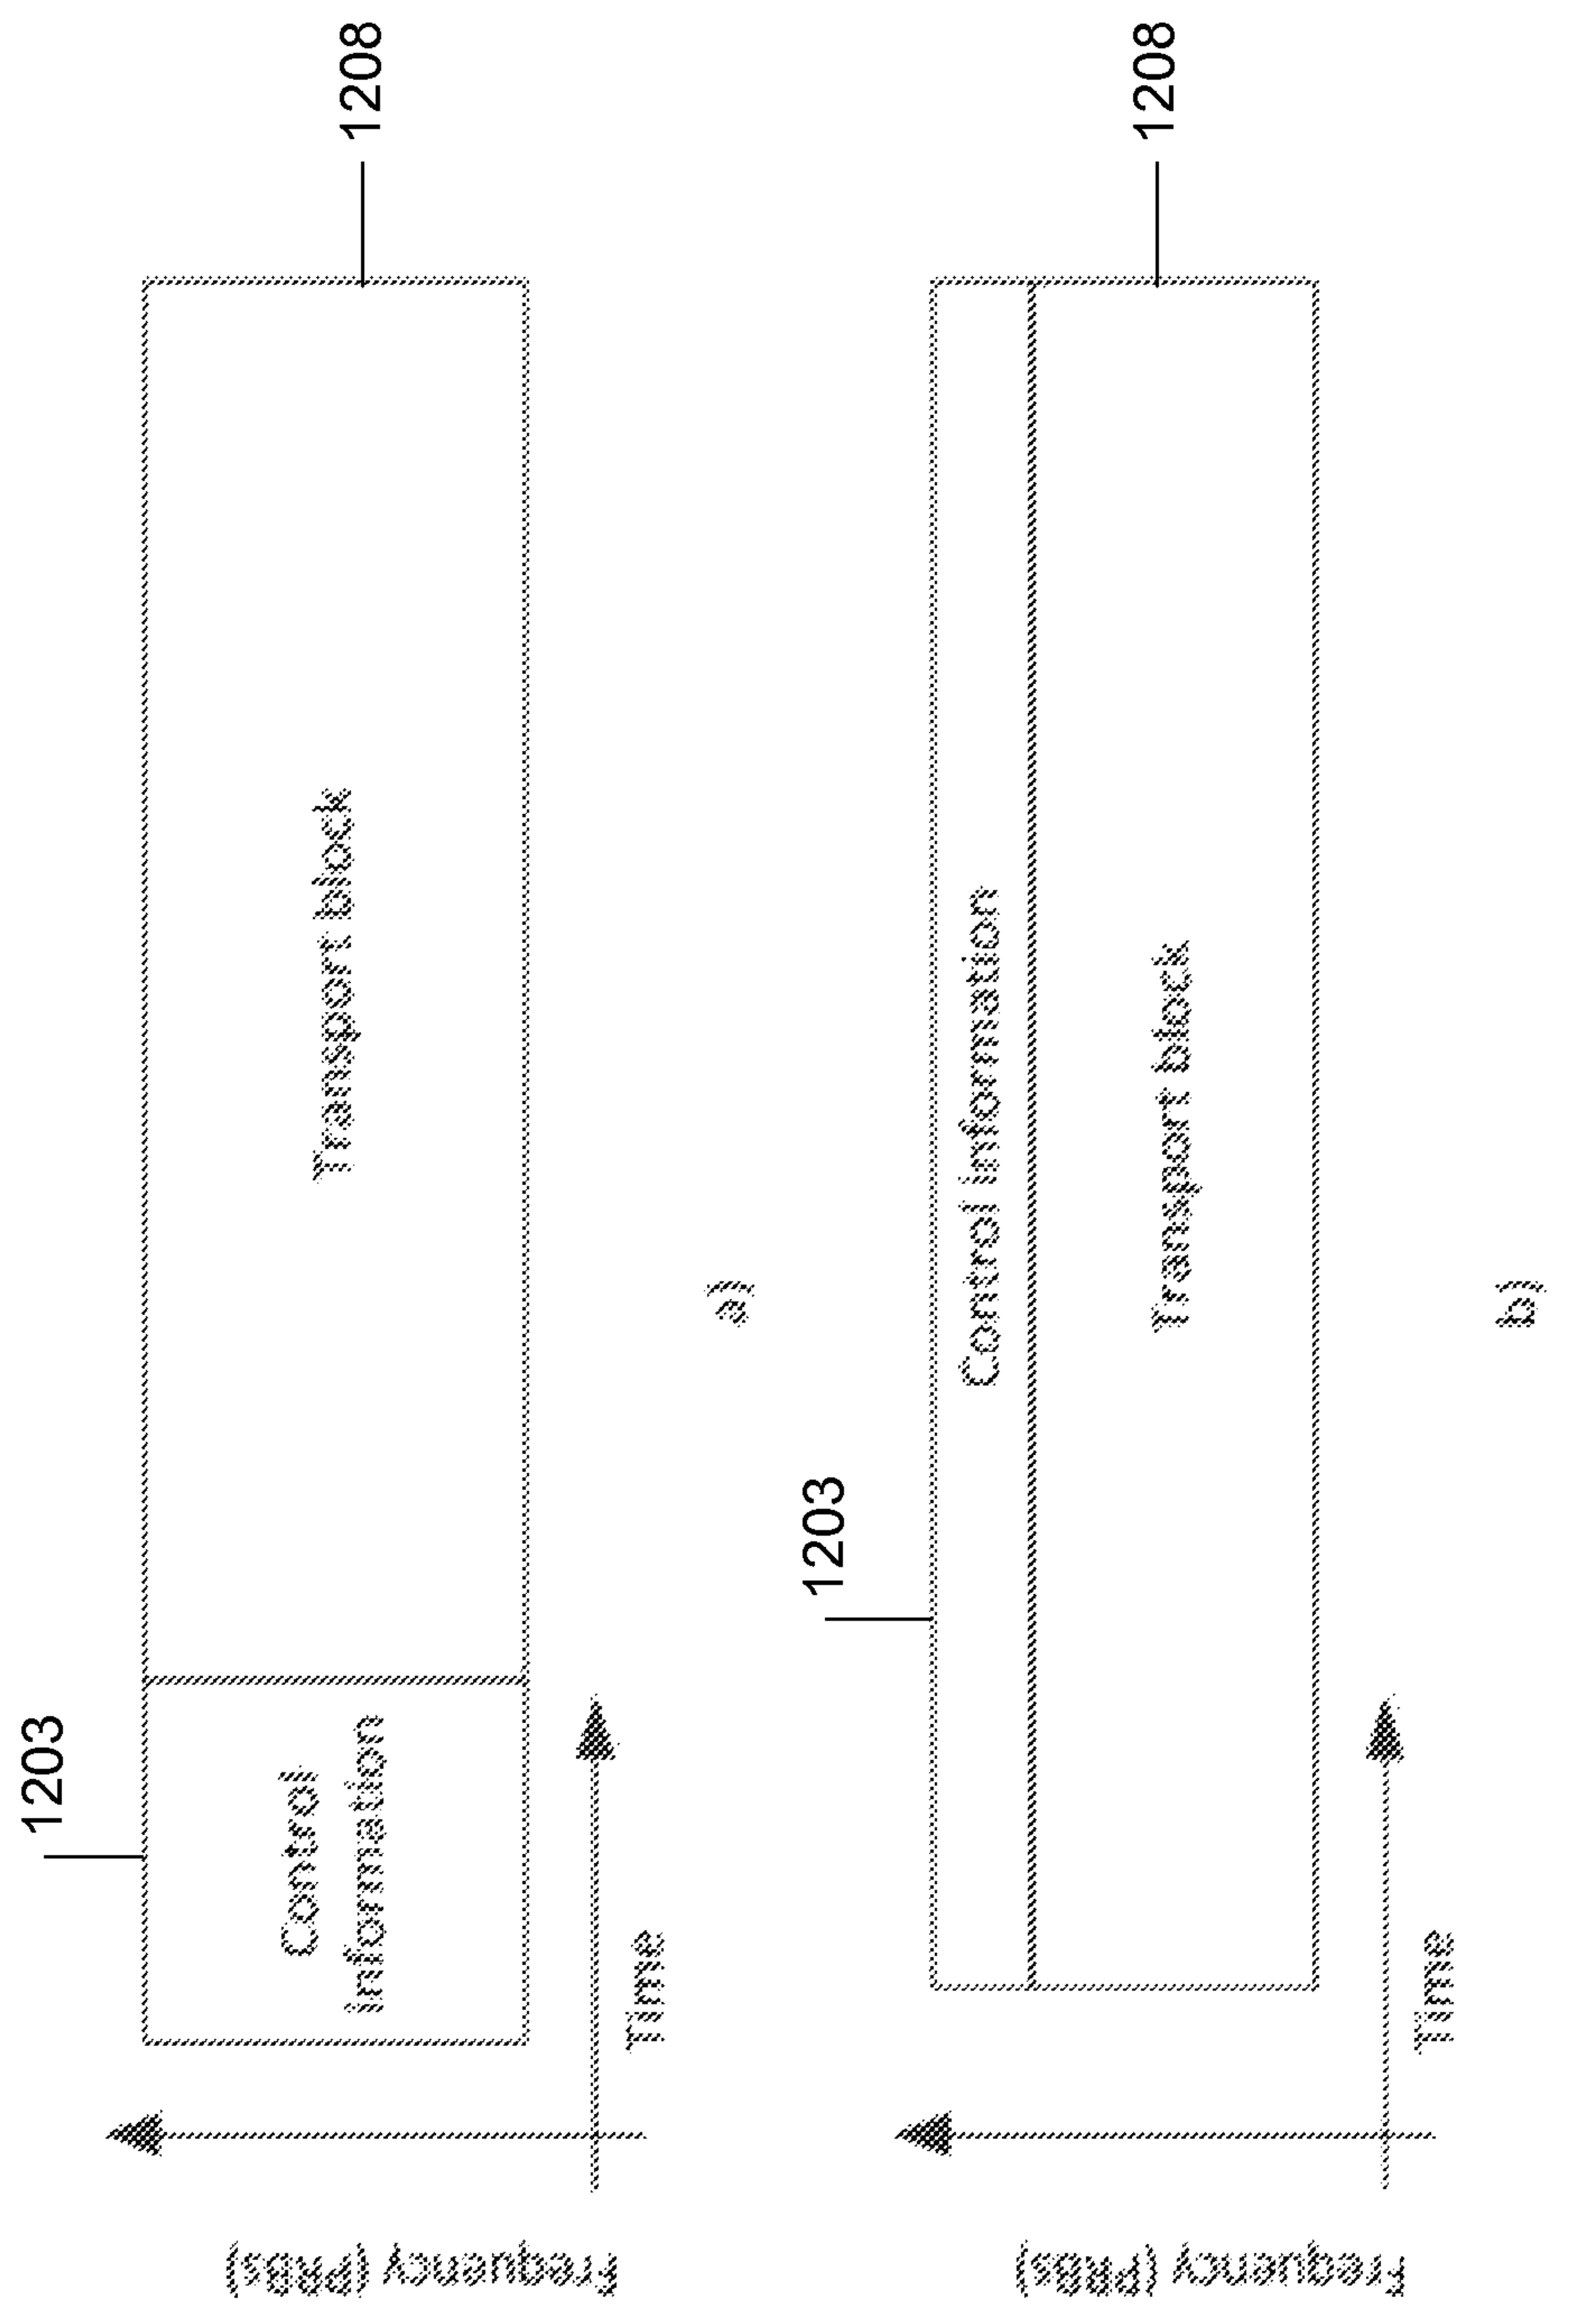 1203
1208
Control
information
Transport block
Frequency (PRBs)
Time
a)
1203
1208
Control information
Transport block
Frequency (PRBs)
Time
b)